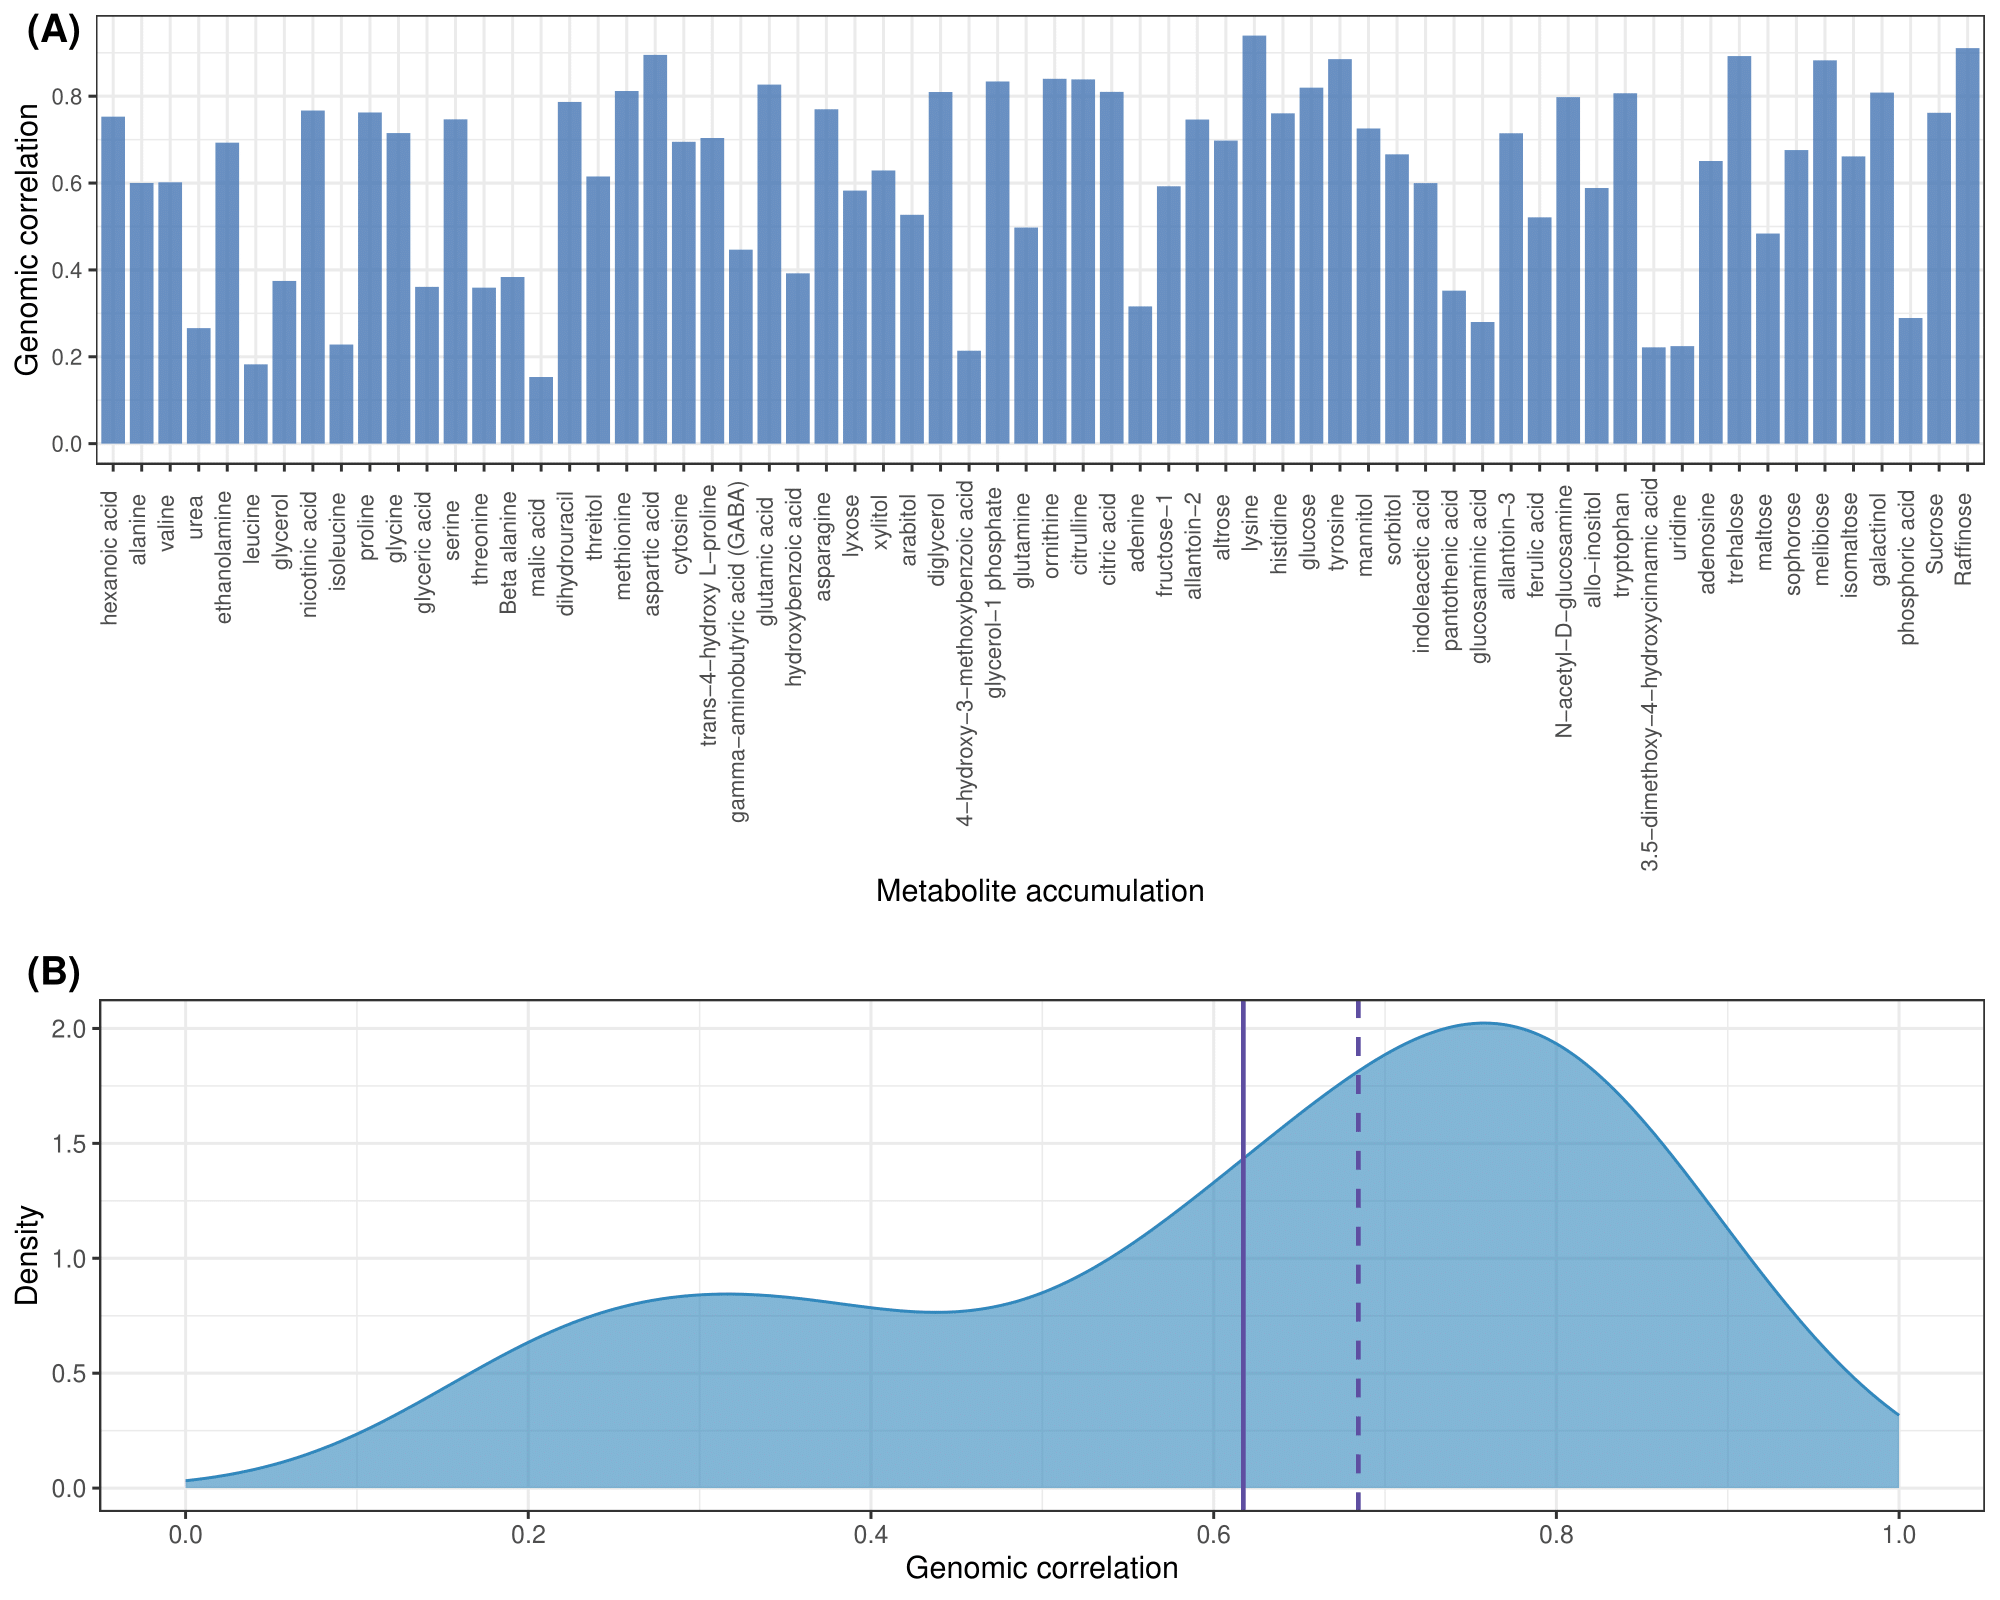 (A)
Genomic correlation
0.8
0.6
0.4
0.2
0.0
hexanoic acid
alanine
valine
urea
ethanolamine
leucine
glycerol
nicotinic acid
isoleucine
proline
glycine
glyceric acid
serine
threonine
Beta alanine
malic acid
dihydrouracil
threitol
methionine
aspartic acid
cytosine
trans−4−hydroxy L−proline
gamma−aminobutyric acid (GABA)
glutamic acid
hydroxybenzoic acid
asparagine
lyxose
xylitol
arabitol
diglycerol
4−hydroxy−3−methoxybenzoic acid
glycerol−1 phosphate
glutamine
ornithine
citrulline
citric acid
adenine
fructose−1
allantoin−2
altrose
lysine
histidine
glucose
tyrosine
mannitol
sorbitol
indoleacetic acid
pantothenic acid
glucosaminic acid
allantoin−3
ferulic acid
N−acetyl−D−glucosamine
allo−inositol
tryptophan
3.5−dimethoxy−4−hydroxycinnamic acid
uridine
adenosine
trehalose
maltose
sophorose
melibiose
isomaltose
galactinol
phosphoric acid
Sucrose
Raffinose
Metabolite accumulation
(B)
Density
2.0
1.5
1.0
0.5
0.0
0.0 0.2 0.4 0.6 0.8 1.0
Genomic correlation